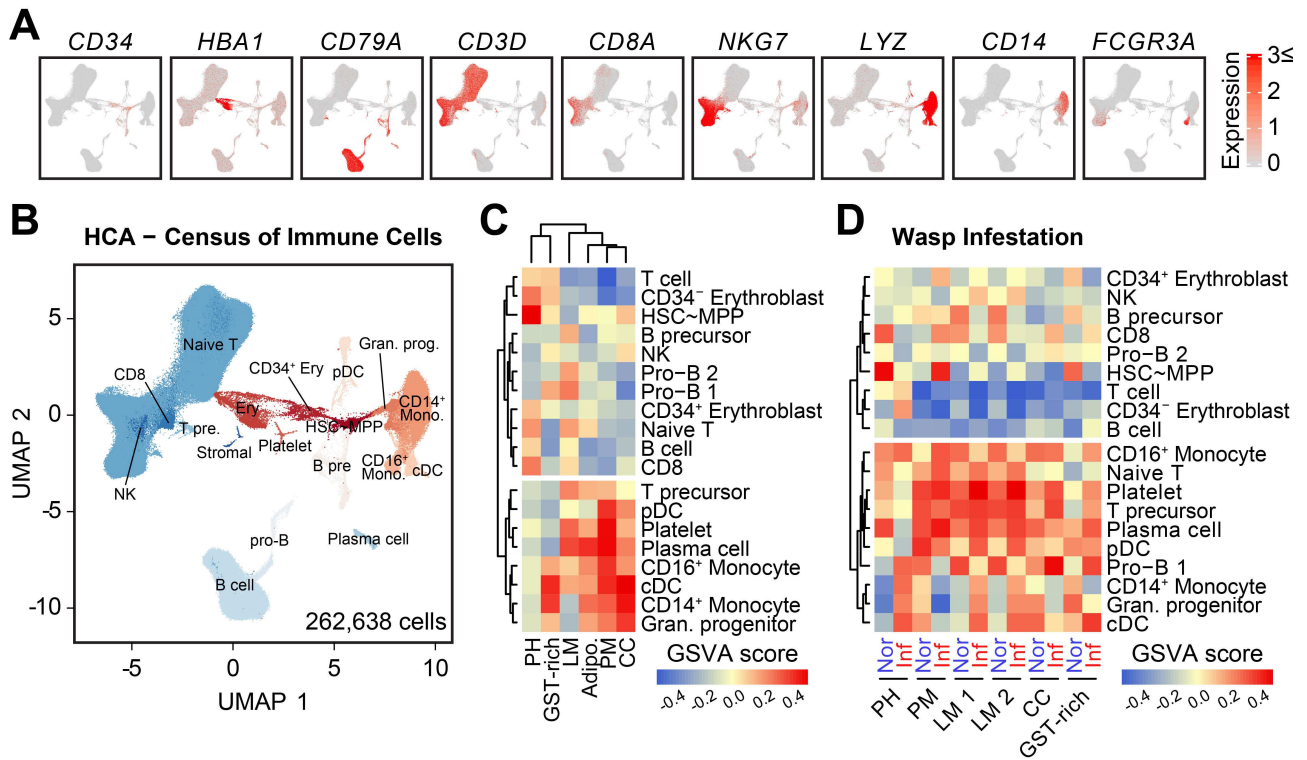 A
CD34 HBA1 CD79A CD3D CD8A NKG7 LYZ CD14 FCGR3A
Expression
3≤
2
1
0
B
HCA − Census of Immune Cells
UMAP 2
5
0
-5
-10
Naive T
CD8
CD34⁺ Ery
pDC
Gran. prog.
CD14⁺
Mono.
Ery
HSC~MPP
T pre.
Stromal
Platelet
B pre
CD16⁺
Mono.
cDC
NK
pro-B
Plasma cell
B cell
262,638 cells
-5 0 5 10
UMAP 1
C
T cell
CD34⁻ Erythroblast
HSC~MPP
B precursor
NK
Pro−B 2
Pro−B 1
CD34⁺ Erythroblast
Naive T
B cell
CD8
T precursor
pDC
Platelet
Plasma cell
CD16⁺ Monocyte
cDC
CD14⁺ Monocyte
Gran. progenitor
PH
GST-rich
LM
Adipo.
PM
CC
GSVA score
-0.4 -0.2 0.0 0.2 0.4
D
Wasp Infestation
CD34⁺ Erythroblast
NK
B precursor
CD8
Pro−B 2
HSC~MPP
T cell
CD34⁻ Erythroblast
B cell
CD16⁺ Monocyte
Naive T
Platelet
T precursor
Plasma cell
pDC
Pro−B 1
CD14⁺ Monocyte
Gran. progenitor
cDC
Nor Inf Nor Inf Nor Inf Nor Inf Nor Inf Nor Inf
PH
PM
LM 1
LM 2
CC
GST-rich
GSVA score
-0.4 -0.2 0.0 0.2 0.4